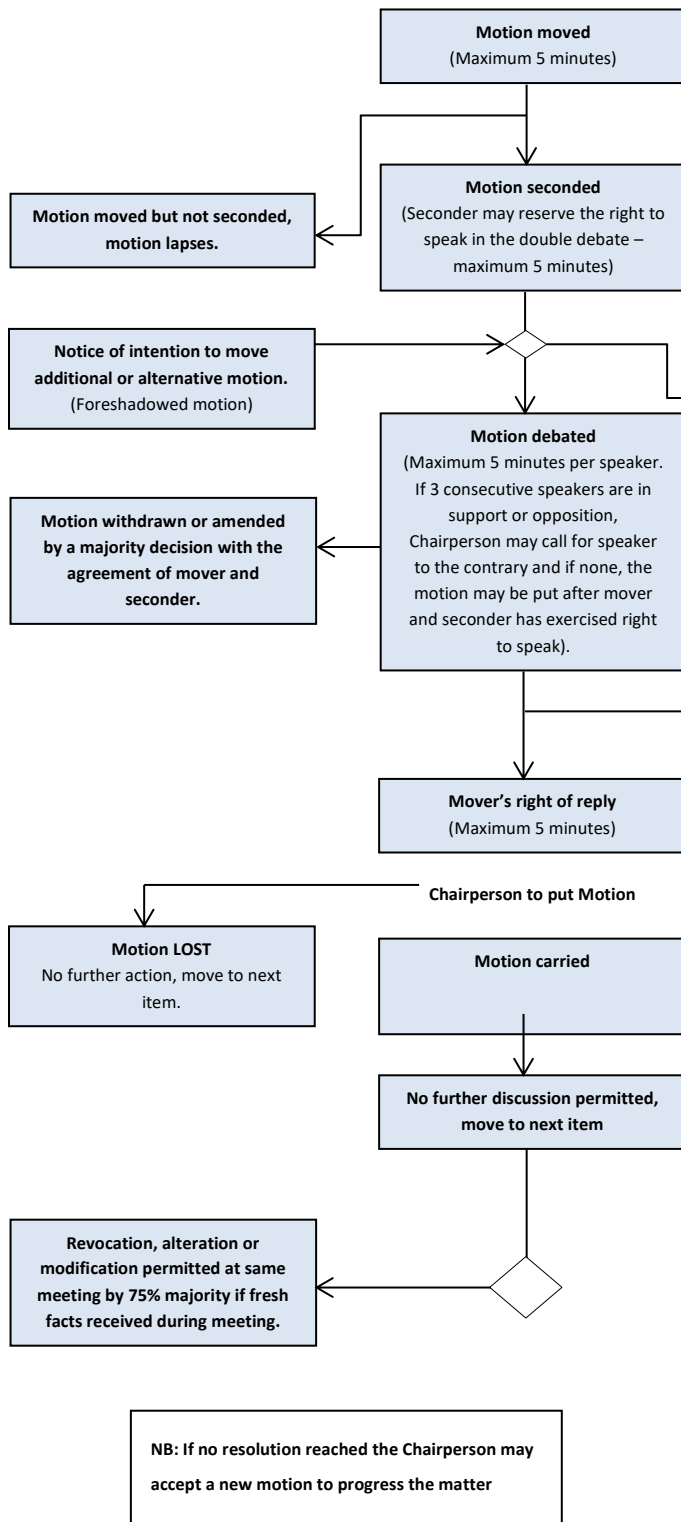 Motion moved
(Maximum 5 minutes)
Motion seconded
(Seconder may reserve the right to
speak in the double debate –
maximum 5 minutes)
Motion moved but not seconded,
motion lapses.
Notice of intention to move
additional or alternative motion.
(Foreshadowed motion)
Motion debated
(Maximum 5 minutes per speaker.
If 3 consecutive speakers are in
support or opposition,
Chairperson may call for speaker
to the contrary and if none, the
motion may be put after mover
and seconder has exercised right
to speak).
Motion withdrawn or amended
by a majority decision with the
agreement of mover and
seconder.
Mover’s right of reply
(Maximum 5 minutes)
Chairperson to put Motion
Motion LOST
No further action, move to next
item.
Motion carried
No further discussion permitted,
move to next item
Revocation, alteration or
modification permitted at same
meeting by 75% majority if fresh
facts received during meeting.
NB: If no resolution reached the Chairperson may
accept a new motion to progress the matter